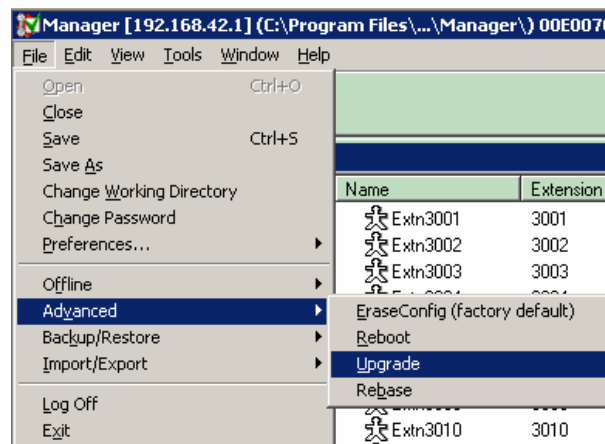 Manager [192.168.42.1] (C:\Program Files\...\Manager\) 00E007
File Edit View Tools Window Help
Open Ctrl+O
Close
Save Ctrl+S
Save As
Change Working Directory
Change Password
Preferences...
Offline
Advanced
Backup/Restore
Import/Export
Log Off
Exit
Name Extension
Extn3001 3001
Extn3002 3002
Extn3003 3003
EraseConfig (factory default)
Reboot
Upgrade
Rebase
Extn3010 3010